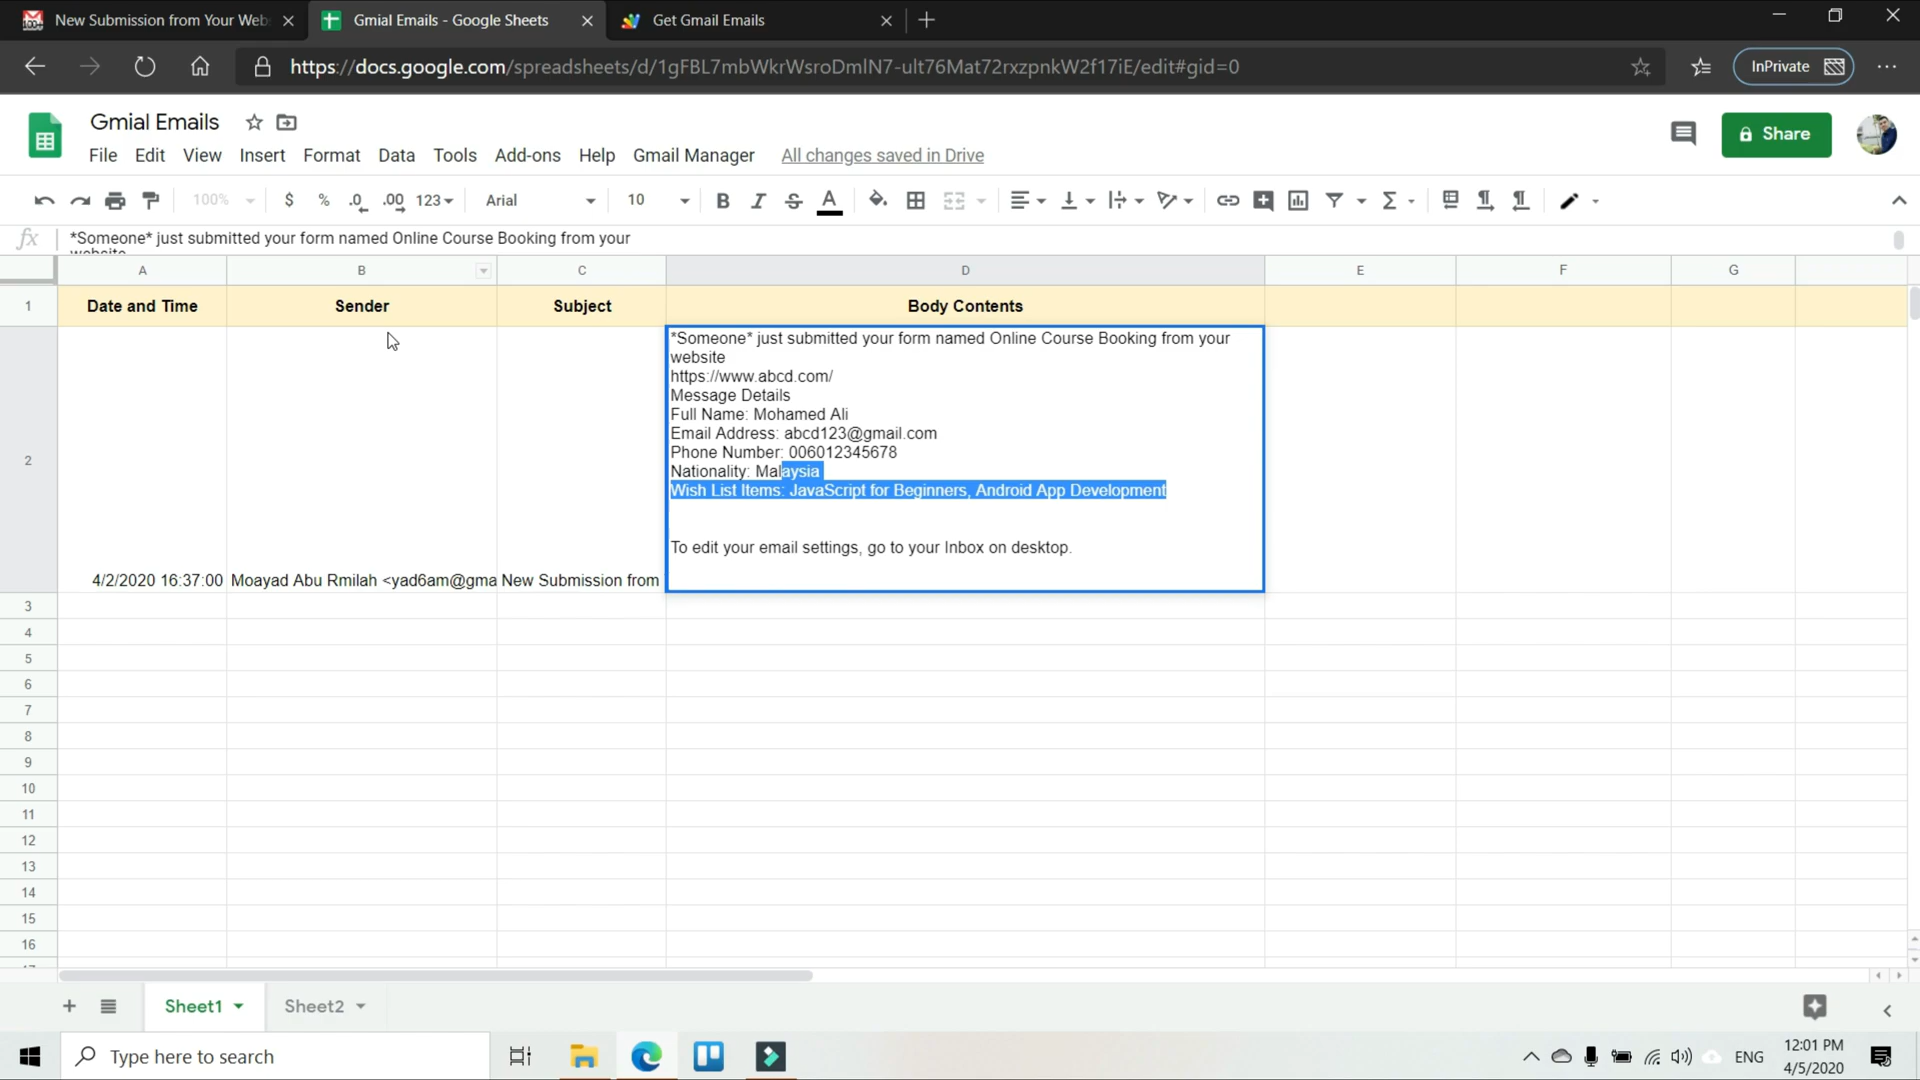 New Submission from Your Web
Gmial Emails - Google Sheets
Get Gmail Emails
https://docs.google.com/spreadsheets/d/1gFBL7mbWkrWsroDmlN7-ult76Mat72rxzpnkW2f17iE/edit#gid=0
InPrivate
Gmial Emails
Share
File Edit View Insert Format Data Tools Add-ons Help Gmail Manager All changes saved in Drive
100% $ % .0 .00 123 Arial 10 B I S A
fx *Someone* just submitted your form named Online Course Booking from your
website
A B C D E F G
1 Date and Time Sender Subject Body Contents
*Someone* just submitted your form named Online Course Booking from your
website
https://www.abcd.com/
Message Details
Full Name: Mohamed Ali
Email Address: abcd123@gmail.com
Phone Number: 006012345678
2
Nationality: Malaysia
Wish List Items: JavaScript for Beginners, Android App Development
To edit your email settings, go to your Inbox on desktop.
4/2/2020 16:37:00 Moayad Abu Rmilah <yad6am@gma New Submission from
3
4
5
6
7
8
9
10
11
12
13
14
15
16
17
Sheet1 Sheet2
Type here to search
ENG
12:01 PM
4/5/2020